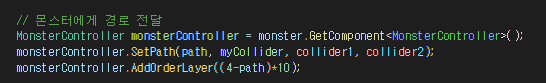 // 몬스터에게 경로 전달
MonsterController monsterController = monster.GetComponent<MonsterController>();
monsterController.SetPath(path, myCollider, collider1, collider2);
monsterController.AddOrderLayer((4-path)*10);